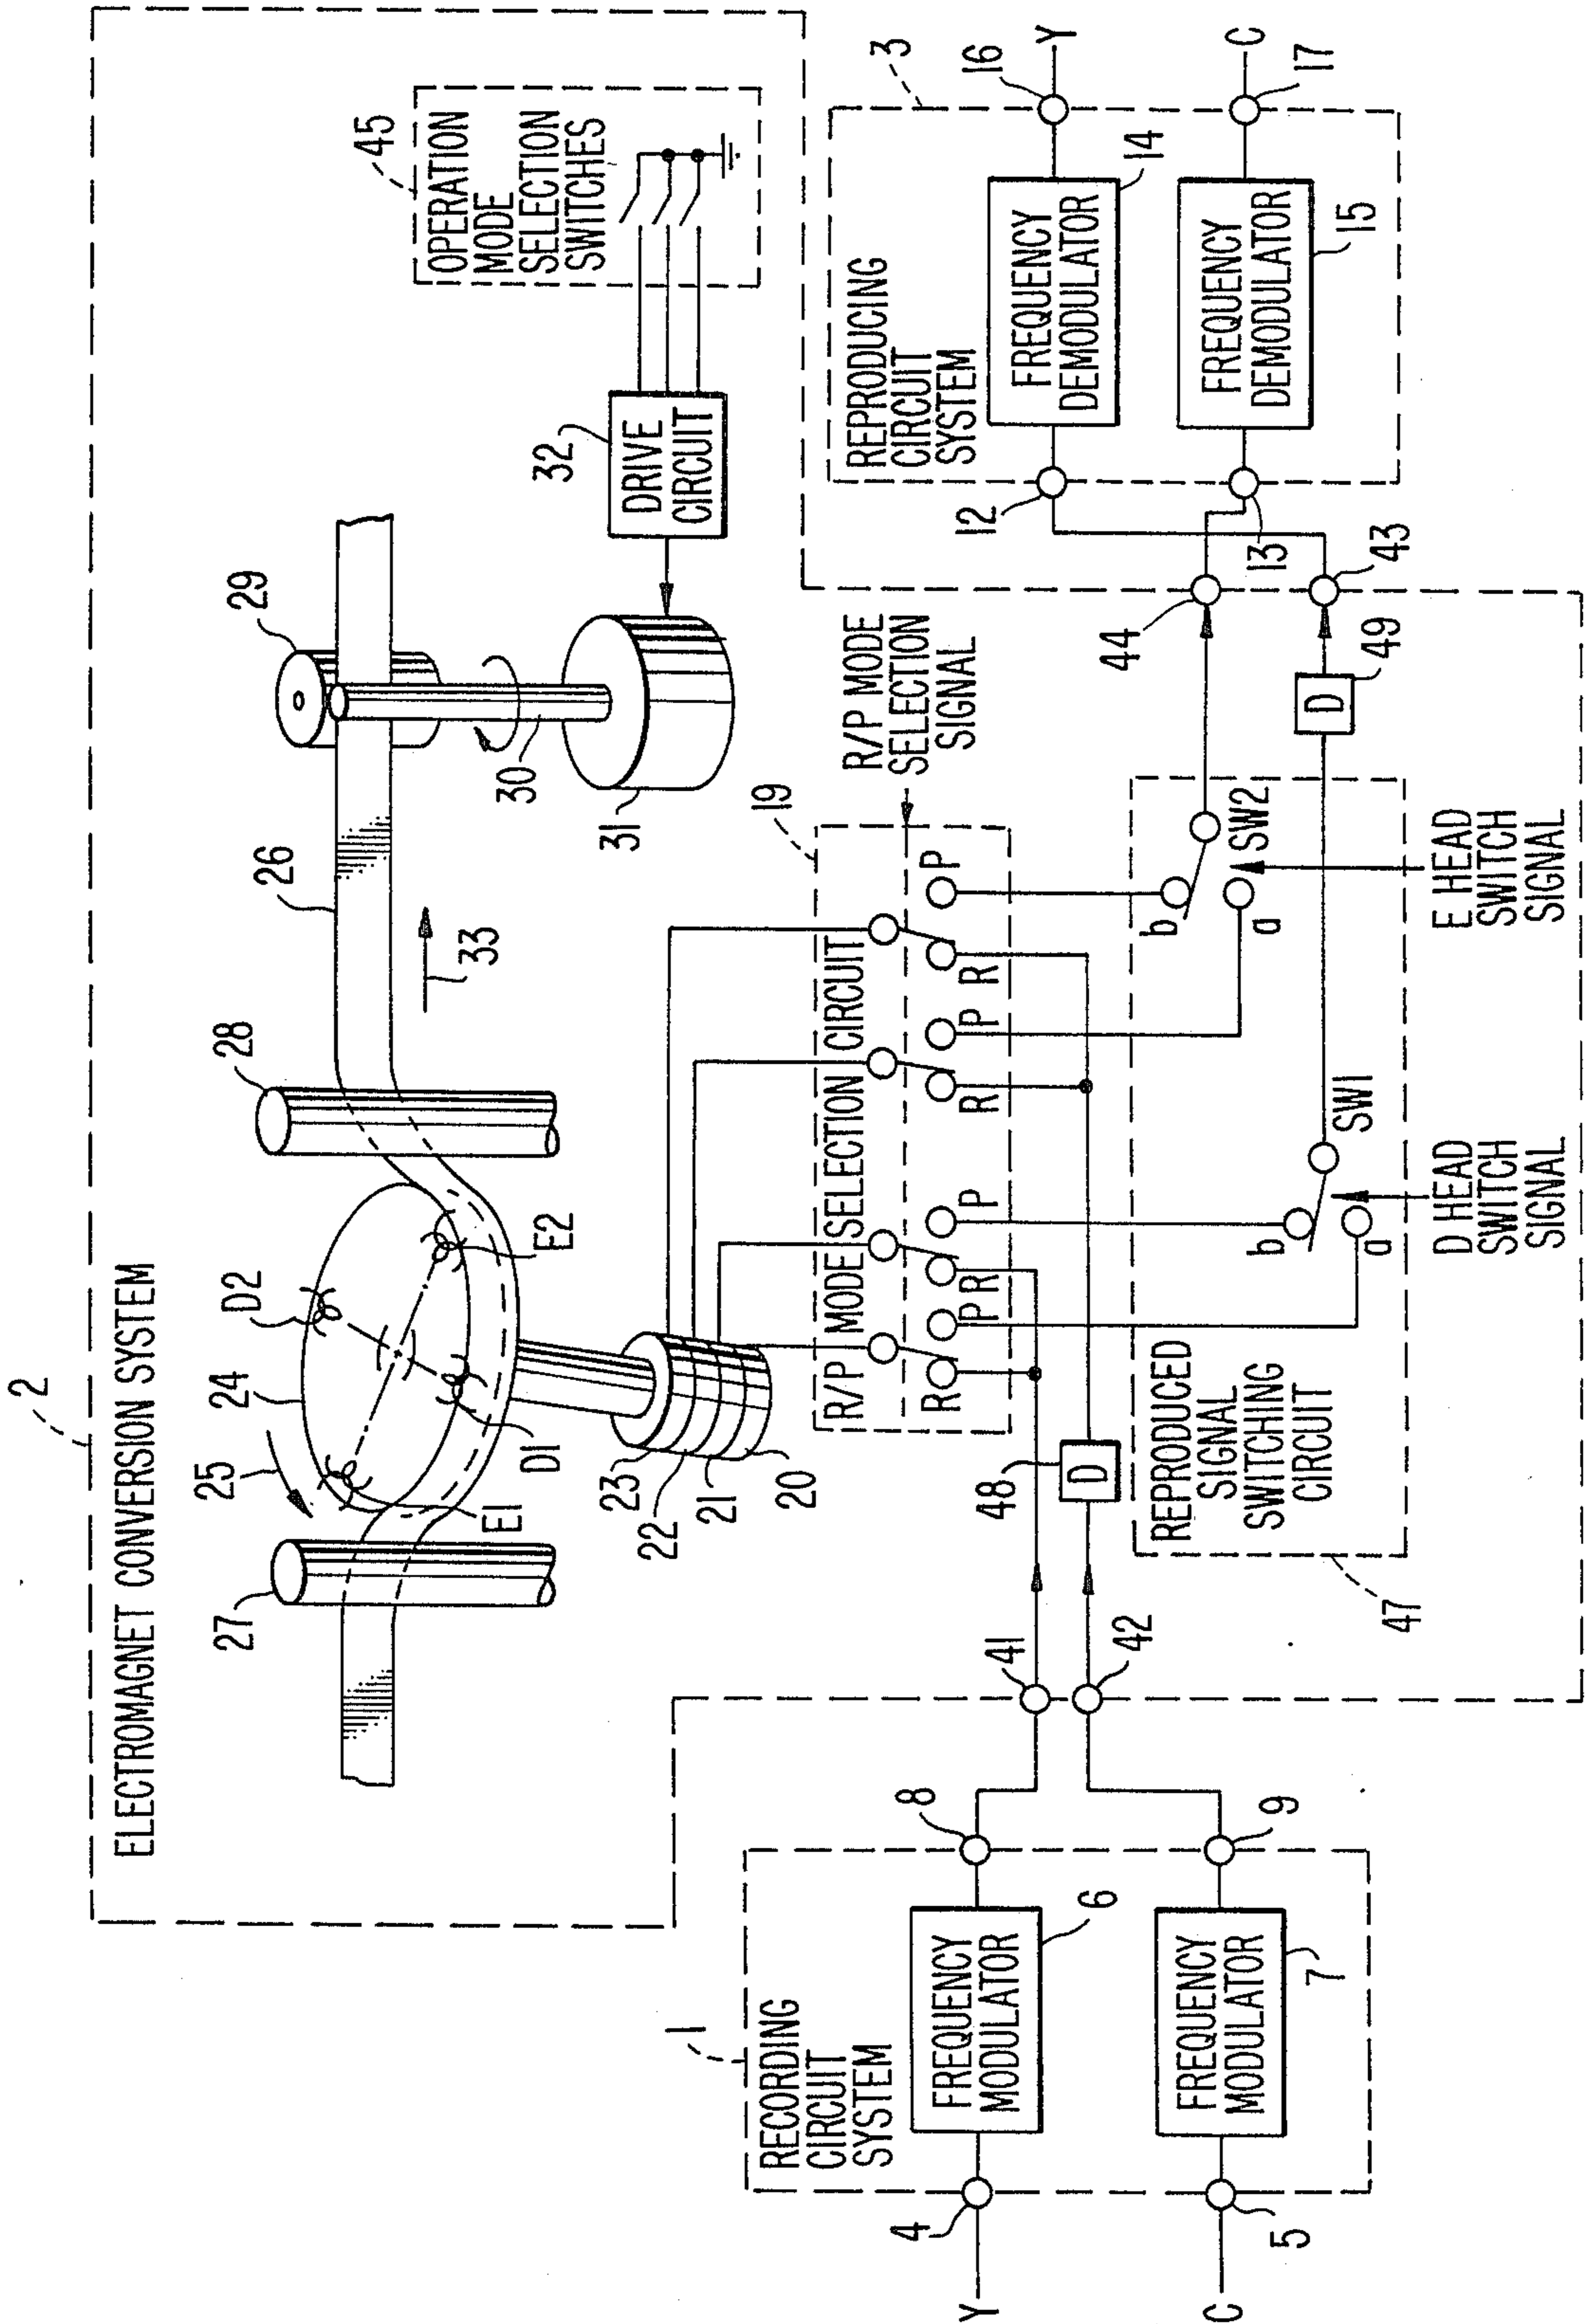 2
ELECTROMAGNET CONVERSION SYSTEM
25
24
D2
E2
E1
D1
27
28
26
33
29
30
31
32
DRIVE
CIRCUIT
45
OPERATION
MODE
SELECTION
SWITCHES
23
22
21
20
19
R/P MODE
SELECTION
SIGNAL
R/P MODE SELECTION CIRCUIT
R
P
R
P
R
P
R
P
41
42
48
D
REPRODUCED
SIGNAL
SWITCHING
CIRCUIT
47
b
a
SW1
b
a
SW2
D HEAD
SWITCH
SIGNAL
E HEAD
SWITCH
SIGNAL
D
49
44
43
1
RECORDING
CIRCUIT
SYSTEM
Y
4
FREQUENCY
MODULATOR
6
8
C
5
FREQUENCY
MODULATOR
7
9
3
REPRODUCING
CIRCUIT
SYSTEM
12
FREQUENCY
DEMODULATOR
14
16
Y
13
FREQUENCY
DEMODULATOR
15
17
C